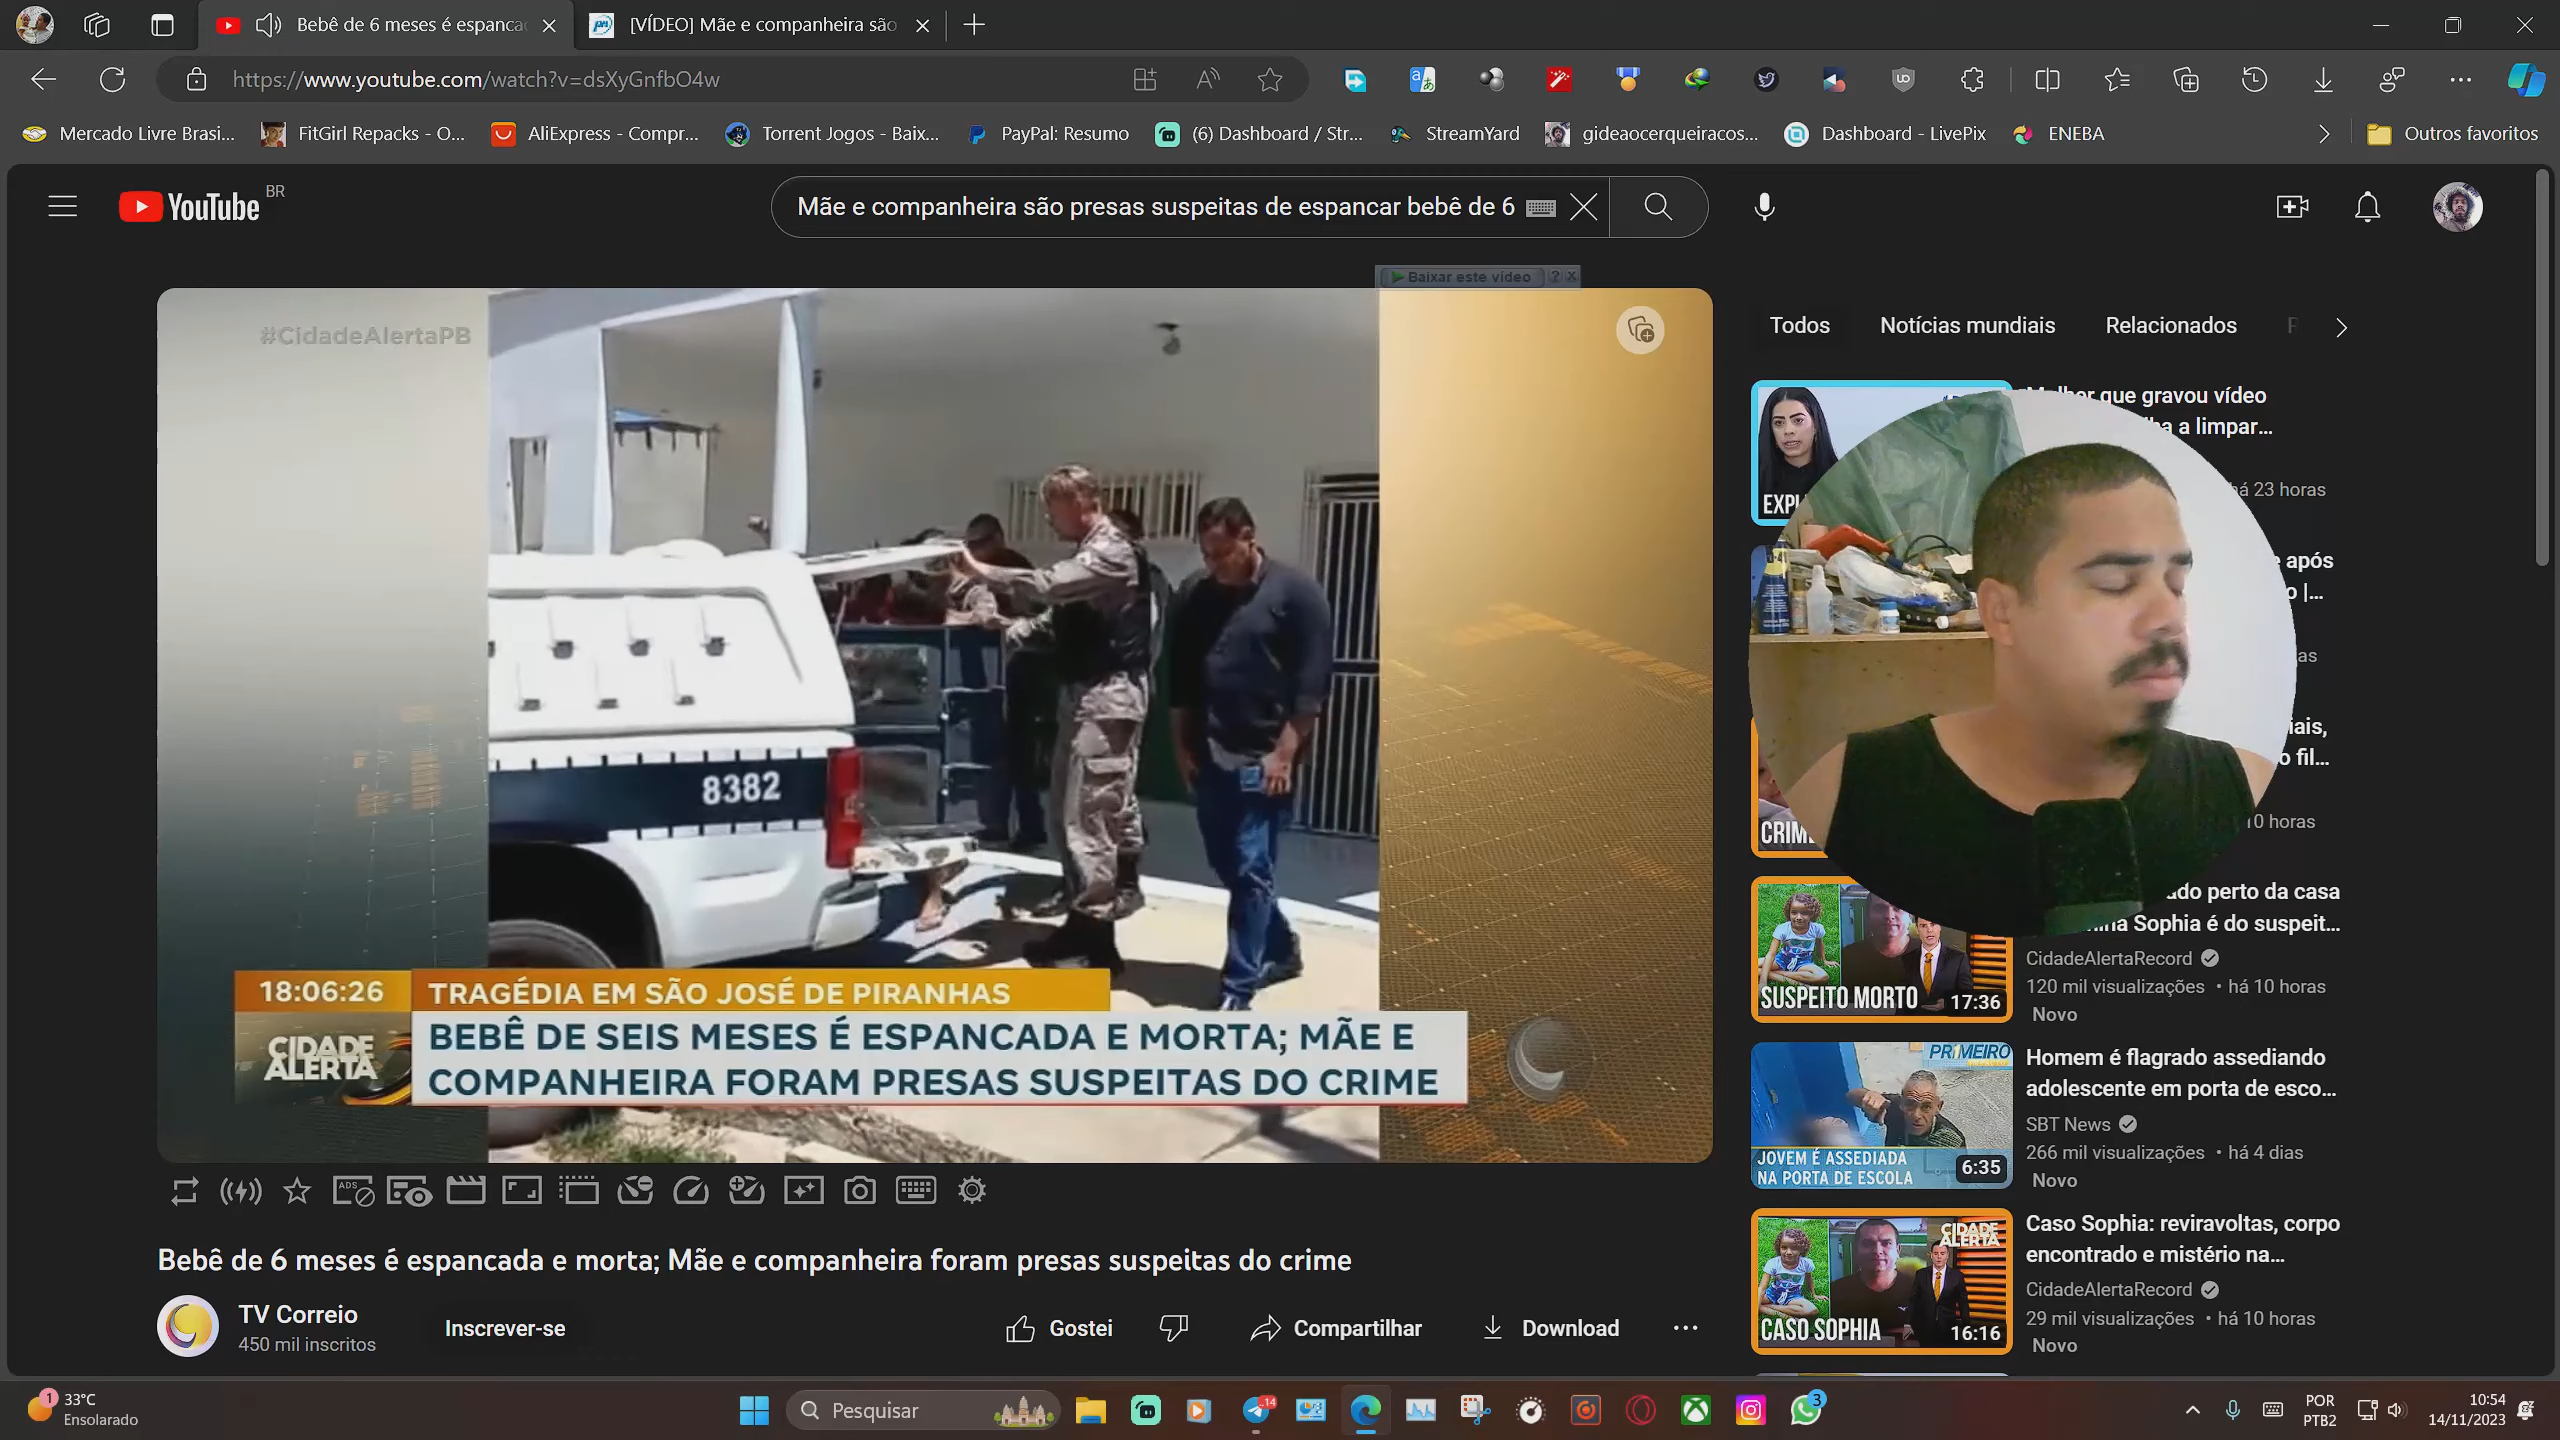 Bebê de 6 meses é espanca
[VÍDEO] Mãe e companheira são
https://www.youtube.com/watch?v=dsXyGnfbO4w
Mercado Livre Brasi...
FitGirl Repacks - O...
AliExpress - Compr...
Torrent Jogos - Baix...
PayPal: Resumo
(6) Dashboard / Str...
StreamYard
gideaocerqueiracos...
Dashboard - LivePix
ENEBA
Outros favoritos
YouTube BR
Mãe e companheira são presas suspeitas de espancar bebê de 6
Baixar este vídeo ? x
#CidadeAlertaPB
8382
18:06:26
TRAGÉDIA EM SÃO JOSÉ DE PIRANHAS
CIDADE
ALERTA
BEBÊ DE SEIS MESES É ESPANCADA E MORTA; MÃE E
COMPANHEIRA FORAM PRESAS SUSPEITAS DO CRIME
Bebê de 6 meses é espancada e morta; Mãe e companheira foram presas suspeitas do crime
TV Correio
450 mil inscritos
Inscrever-se
Gostei
Compartilhar
Download
Todos
Notícias mundiais
Relacionados
que gravou vídeo
a limpar...
há 23 horas
após
10 horas
perto da casa
Sophia é do suspeit...
CidadeAlertaRecord
120 mil visualizações • há 10 horas
Novo
SUSPEITO MORTO
17:36
Homem é flagrado assediando
adolescente em porta de esco...
SBT News
266 mil visualizações • há 4 dias
Novo
PR1MEIRO
JOVEM É ASSEDIADA
NA PORTA DE ESCOLA
6:35
Caso Sophia: reviravoltas, corpo
encontrado e mistério na...
CidadeAlertaRecord
29 mil visualizações • há 10 horas
Novo
CIDADE
ALERTA
CASO SOPHIA
16:16
1
33°C
Ensolarado
Pesquisar
14
3
POR
PTB2
10:54
14/11/2023